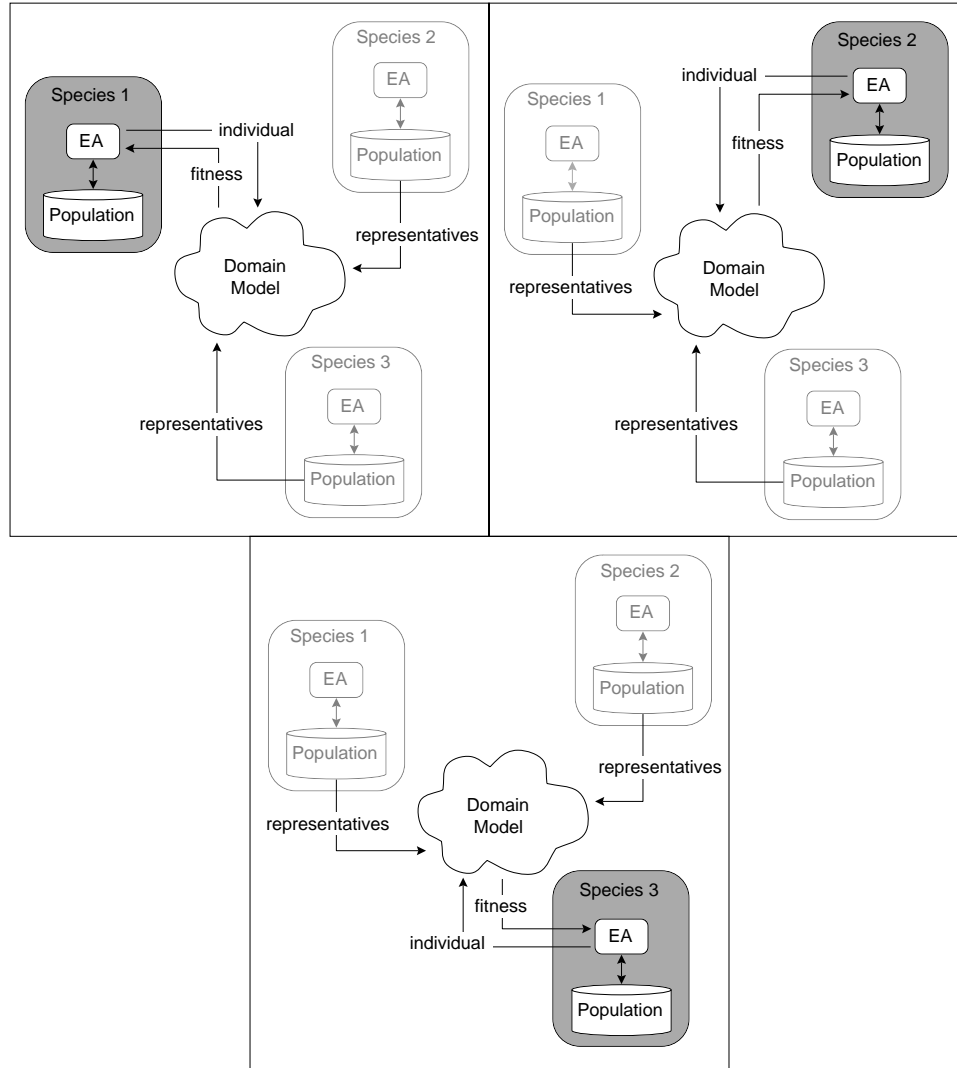 Species 2
EA
Population
representatives
Species 1
EA
Population
individual
fitness
Domain
Model
Species 3
EA
Population
representatives
Species 2
EA
Population
individual
fitness
Species 1
EA
Population
representatives
Domain
Model
Species 3
EA
Population
representatives
Species 2
EA
Population
representatives
Species 1
EA
Population
representatives
Domain
Model
Species 3
EA
Population
fitness
individual